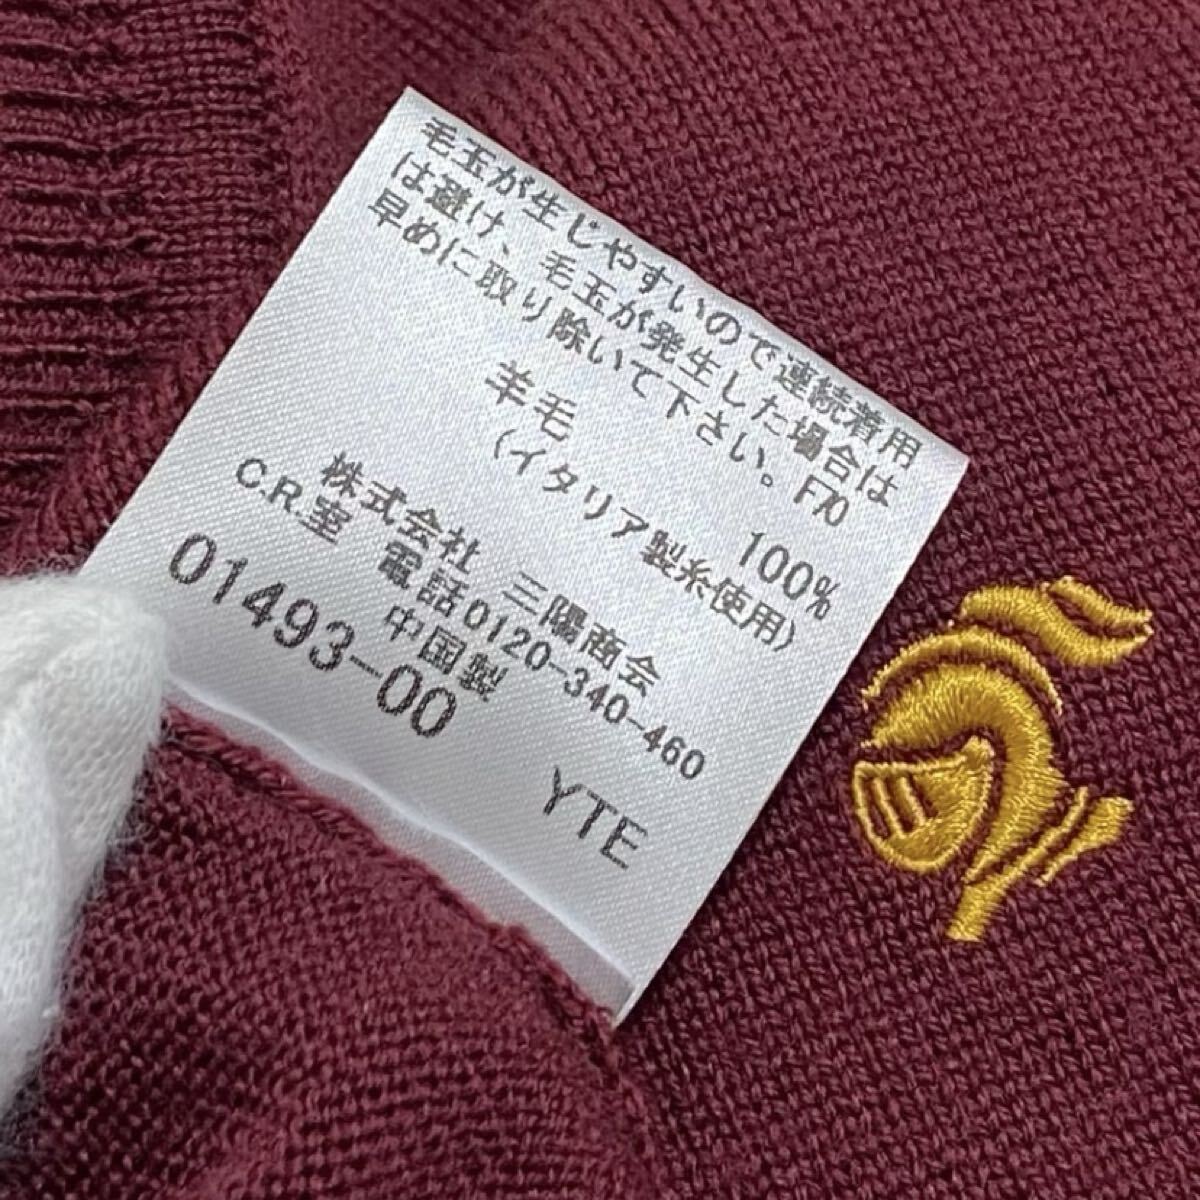 毛玉が生じやすいので連続着用
は避け、毛玉が発生した場合は
早めに取り除いて下さい。F70
羊毛 100%
(イタリア製糸使用)
株式会社 三陽商会
C.R.室 電話0120-340-460
中国製
01493-00
YTE